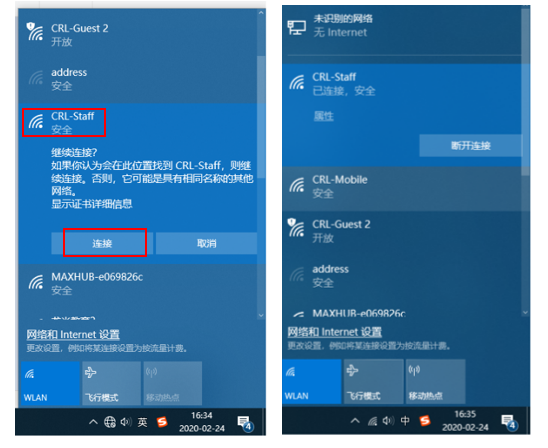 CRL-Guest 2
开放
address
安全
CRL-Staff
安全
继续连接?
如果你认为会在此位置找到 CRL-Staff，则继
续连接。否则，它可能是具有相同名称的其他
网络。
显示证书详细信息
连接
取消
MAXHUB-e069826c
安全
网络和 Internet 设置
更改设置，例如将某连接设置为按流量计费。
WLAN
飞行模式
移动热点
英
16:34
2020-02-24
4
未识别的网络
无 Internet
CRL-Staff
已连接，安全
属性
断开连接
CRL-Mobile
安全
CRL-Guest 2
开放
address
安全
MAXHUB-e069826c
网络和 Internet 设置
更改设置，例如将某连接设置为按流量计费。
WLAN
飞行模式
移动热点
中
16:35
2020-02-24
4